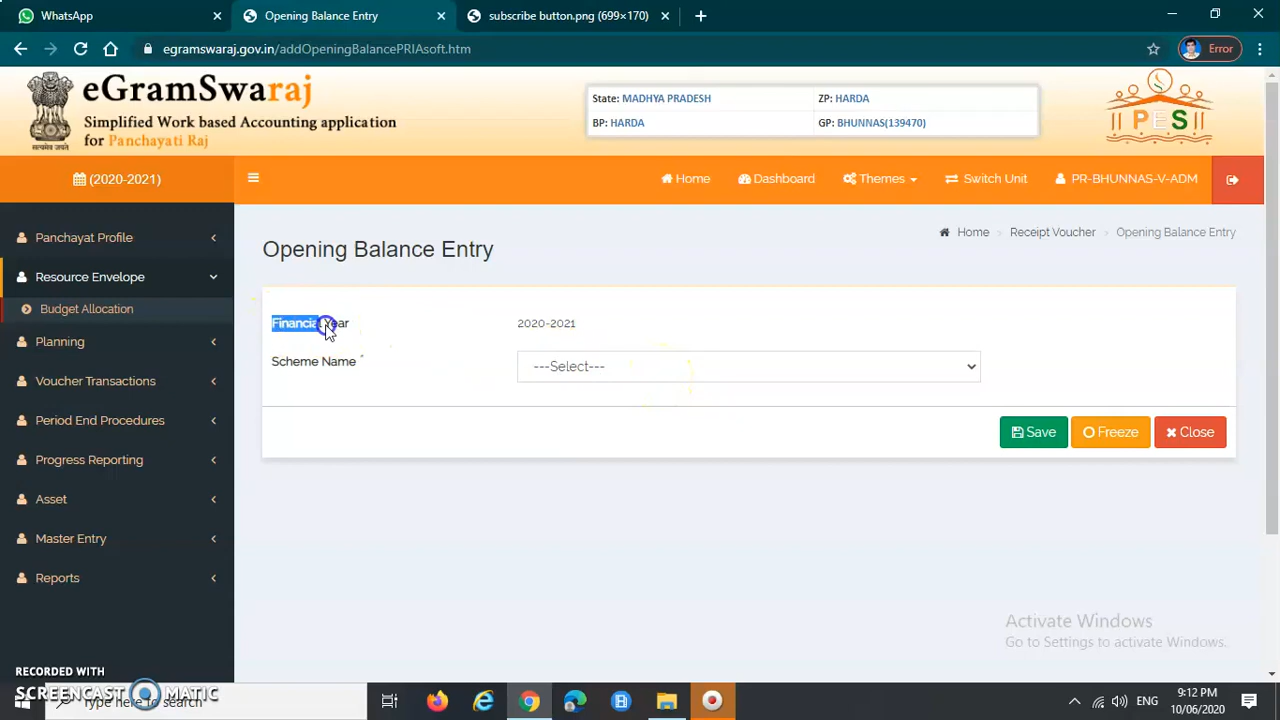 WhatsApp
Opening Balance Entry
subscribe button.png (699×170)
egramswaraj.gov.in/addOpeningBalancePRIAsoft.htm
Error
eGramSwaraj
Simplified Work based Accounting application
for Panchayati Raj
State: MADHYA PRADESH
ZP: HARDA
BP: HARDA
GP: BHUNNAS(139470)
PES
(2020-2021)
Home
Dashboard
Themes
Switch Unit
PR-BHUNNAS-V-ADM
Panchayat Profile
Resource Envelope
Budget Allocation
Planning
Voucher Transactions
Period End Procedures
Progress Reporting
Asset
Master Entry
Reports
Opening Balance Entry
Home > Receipt Voucher > Opening Balance Entry
Financial Year
2020-2021
Scheme Name *
---Select---
Save
Freeze
Close
Activate Windows
Go to Settings to activate Windows.
RECORDED WITH
SCREENCAST MATIC
Type here to search
ENG
9:12 PM
10/06/2020